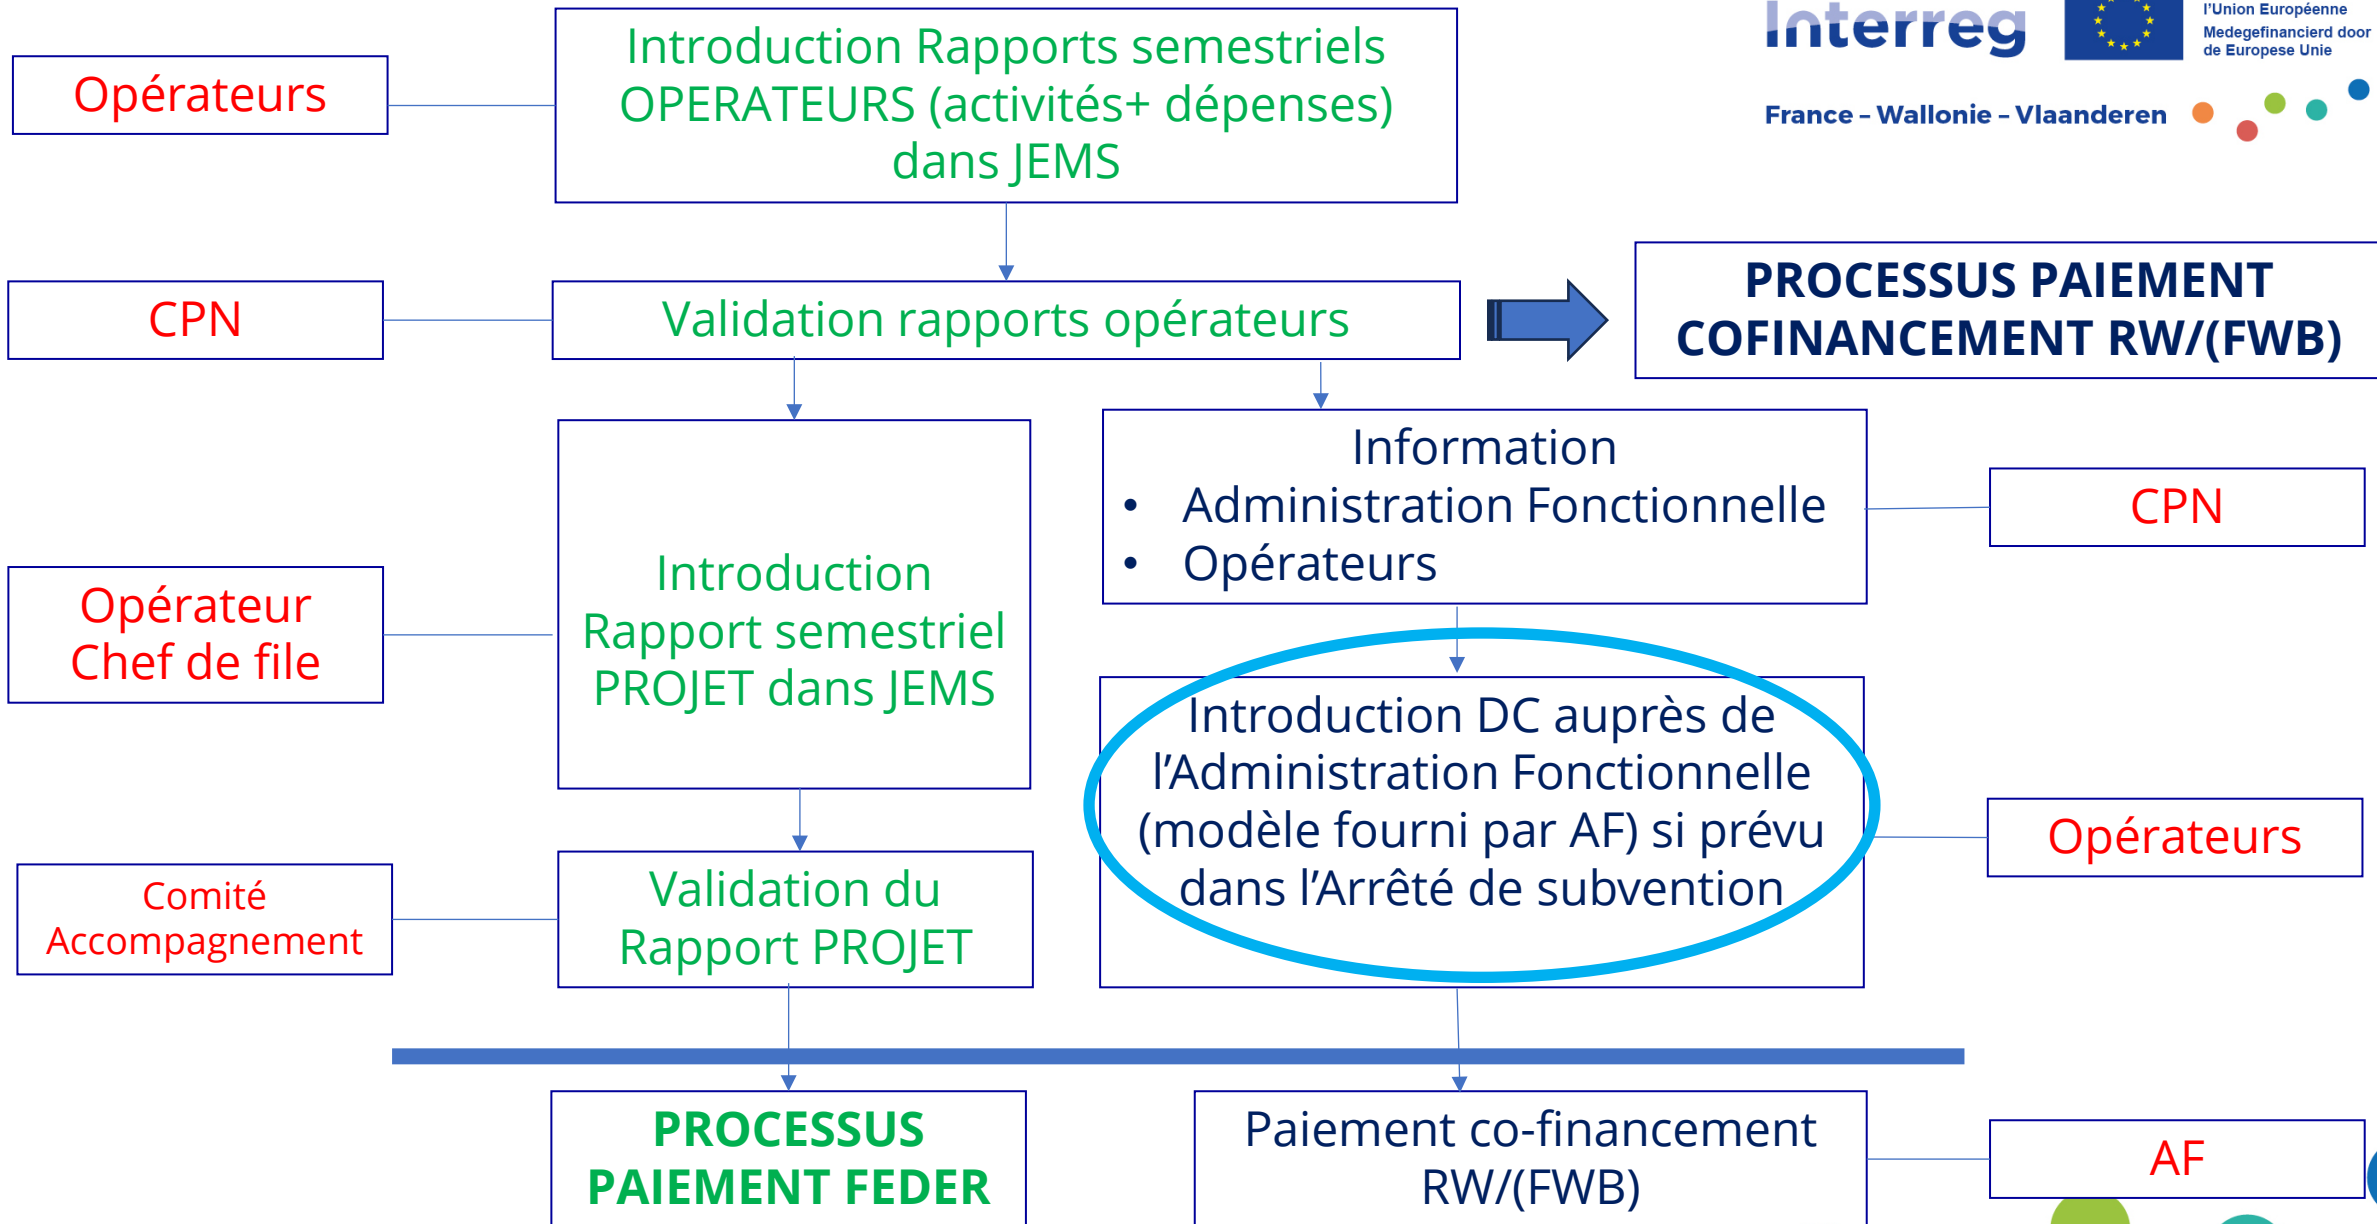 Interreg
l'Union Européenne
Medegefinancierd door
de Europese Unie
France – Wallonie – Vlaanderen
Opérateurs
Introduction Rapports semestriels
OPERATEURS (activités+ dépenses)
dans JEMS
CPN
Validation rapports opérateurs
PROCESSUS PAIEMENT
COFINANCEMENT RW/(FWB)
Information
• Administration Fonctionnelle
• Opérateurs
CPN
Opérateur
Chef de file
Introduction
Rapport semestriel
PROJET dans JEMS
Introduction DC auprès de
l’Administration Fonctionnelle
(modèle fourni par AF) si prévu
dans l’Arrêté de subvention
Opérateurs
Comité
Accompagnement
Validation du
Rapport PROJET
PROCESSUS
PAIEMENT FEDER
Paiement co-financement
RW/(FWB)
AF